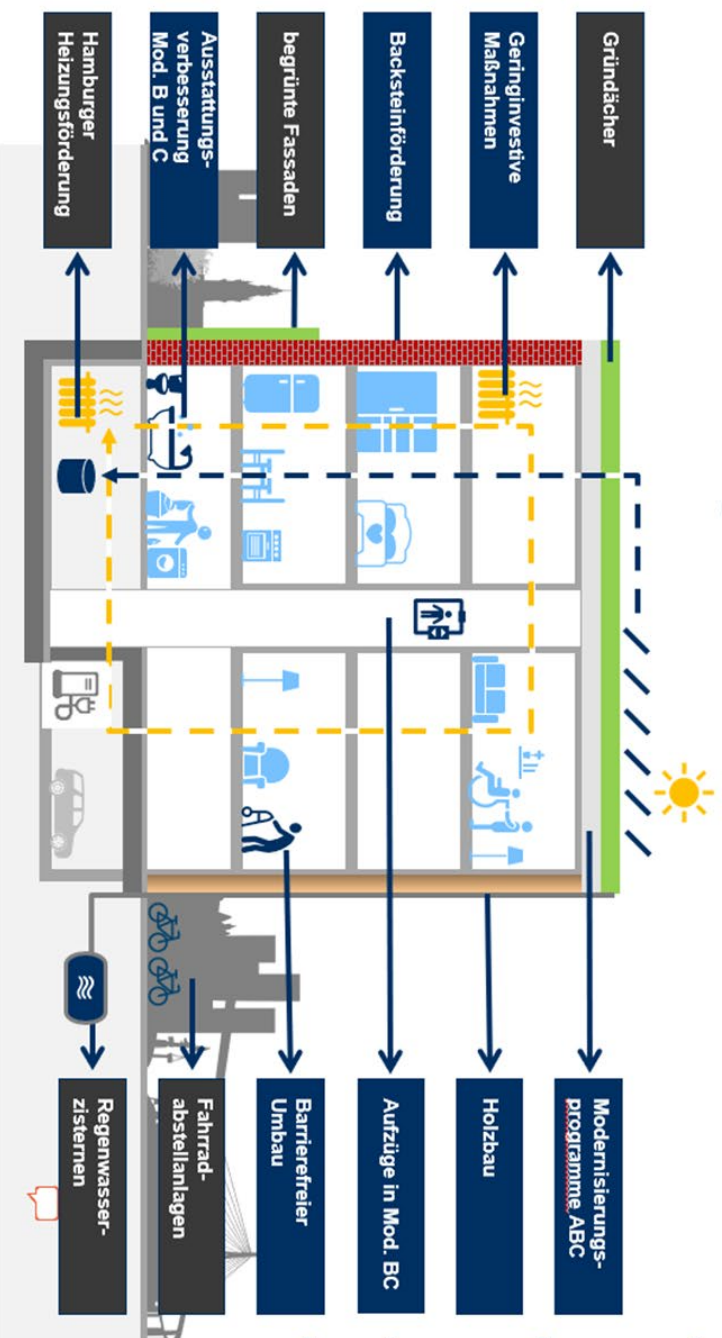 Gründächer
Geringinvestive
Maßnahmen
Backsteinförderung
begrünte Fassaden
Ausstattungs-
verbesserung
Mod. B und C
Hamburger
Heizungsförderung
Modernisierungs-
programme ABC
Holzbau
Aufzüge in Mod. BC
Barrierefreier
Umbau
Fahrrad-
abstellanlagen
Regenwasser-
zisternen